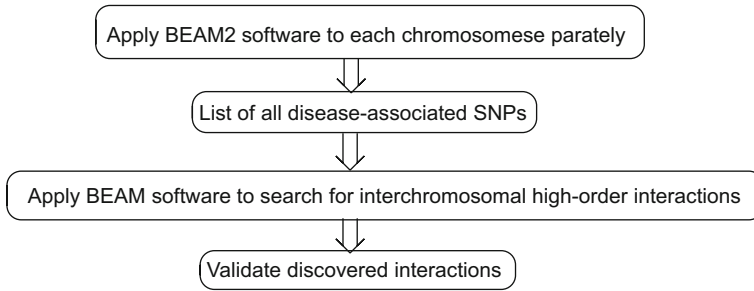 Apply BEAM2 software to each chromosomese parately
List of all disease-associated SNPs
Apply BEAM software to search for interchromosomal high-order interactions
Validate discovered interactions